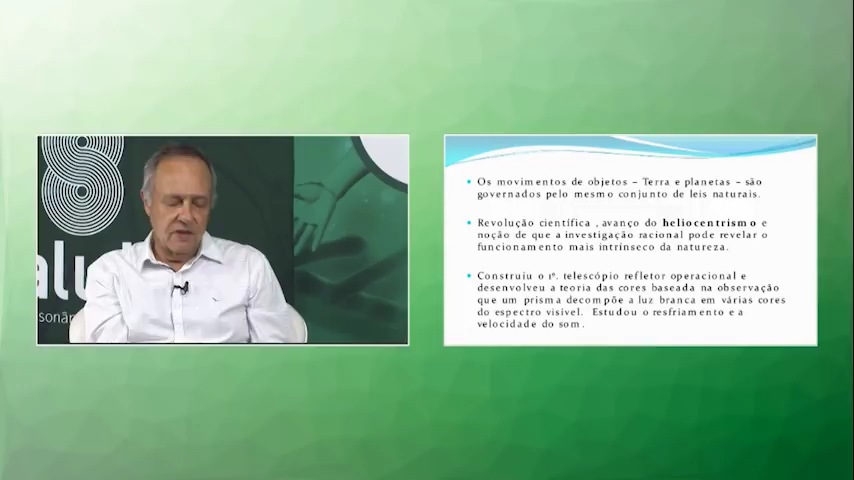 alu
sonân
Os movimentos de objetos – Terra e planetas – são
governados pelo mesmo conjunto de leis naturais.
Revolução científica , avanço do heliocentrismo e
noção de que a investigação racional pode revelar o
funcionamento mais intrínseco da natureza.
Construiu o 1º. telescópio refletor operacional e
desenvolveu a teoria das cores baseada na observação
que um prisma decompõe a luz branca em várias cores
do espectro visível. Estudou o resfriamento e a
velocidade do som.